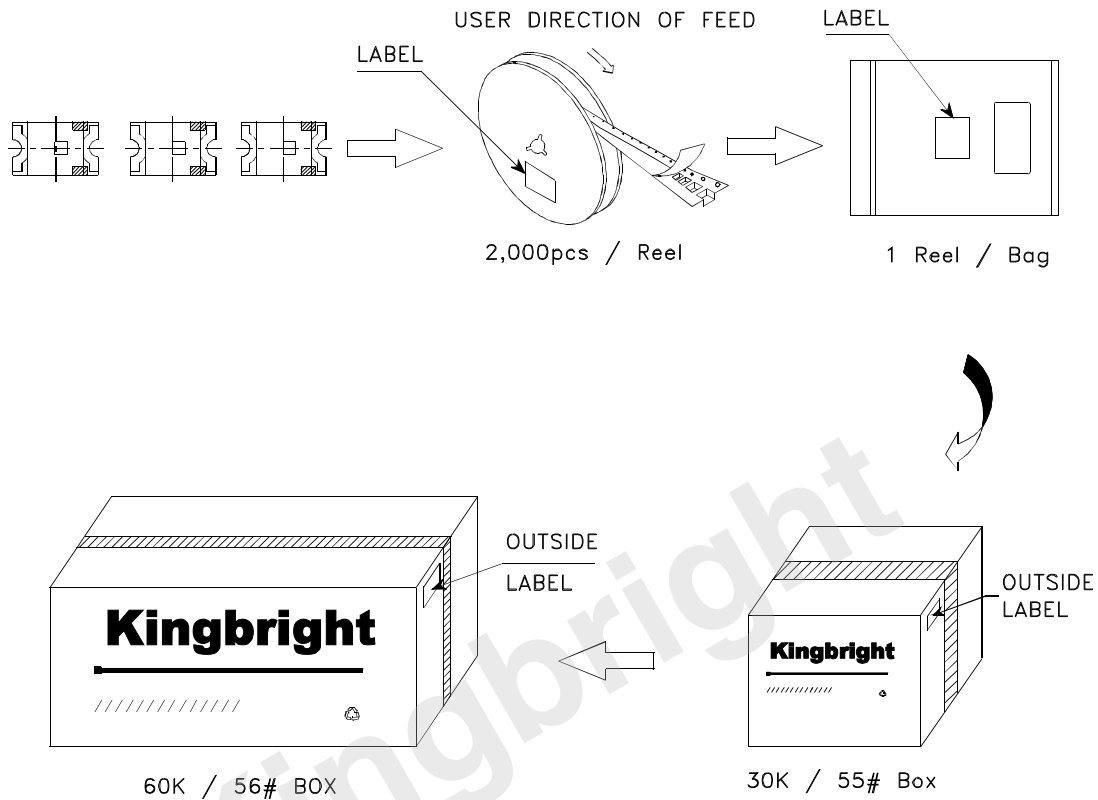 USER DIRECTION OF FEED
LABEL
LABEL
2,000pcs / Reel
1 Reel / Bag
OUTSIDE
LABEL
OUTSIDE
LABEL
Kingbright
Kingbright
Kingbright
60K / 56# BOX
30K / 55# Box